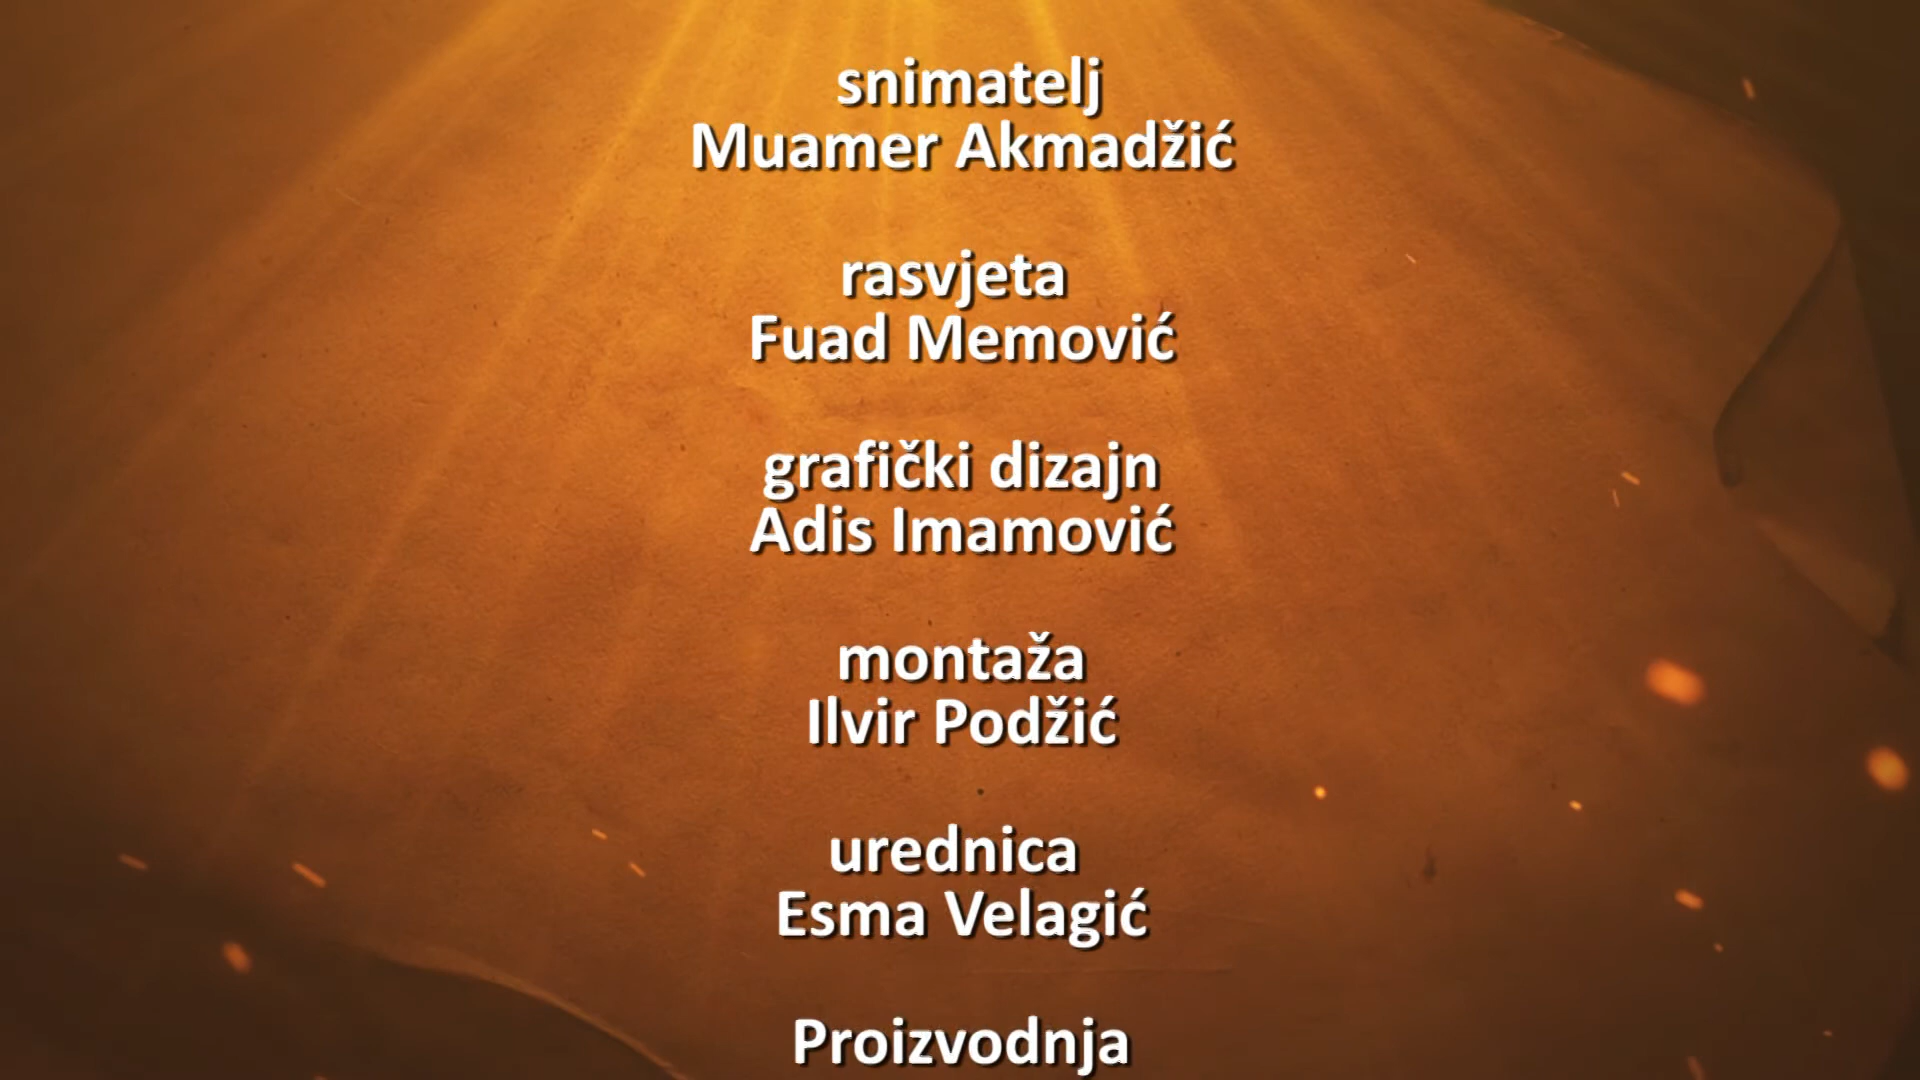 snimatelj
Muamer Akmadžić
rasvjeta
Fuad Memović
grafički dizajn
Adis Imamović
montaža
Ilvir Podžić
urednica
Esma Velagić
Proizvodnja